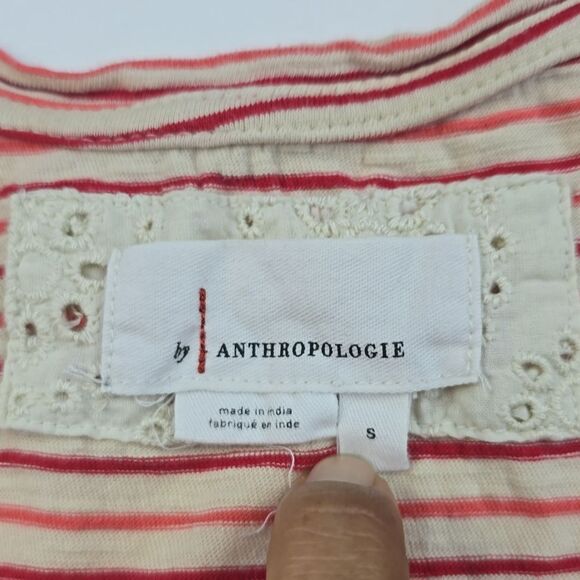 by | ANTHROPOLOGIE
made in india
fabriqué en inde
S